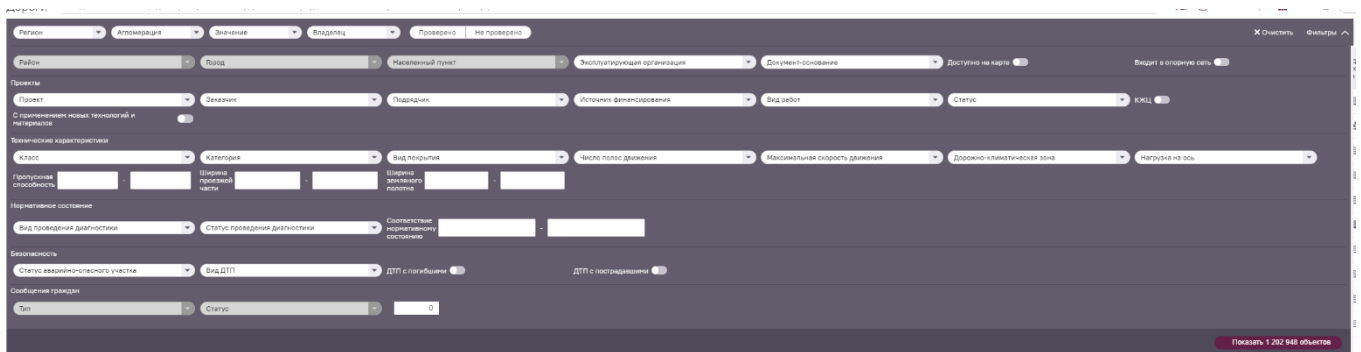 Дороги
Регион Агломерация Значение Владелец Проверено Не проверено Очистить Фильтры
Район Город Населенный пункт Эксплуатирующая организация Документ-основание Доступно на карте Входит в опорную сеть
Проекты
Проект Заказчик Подрядчик Источник финансирования Вид работ Статус КЖЦ
С применением новых технологий и
материалов
Технические характеристики
Класс Категория Вид покрытия Число полос движения Максимальная скорость движения Дорожно-климатическая зона Нагрузка на ось
Пропускная
способность
-
Ширина
проезжей
части
-
Ширина
земляного
полотна
-
Нормативное состояние
Вид проведения диагностики Статус проведения диагностики
Соответствие
нормативному
состоянию
-
Безопасность
Статус аварийно-опасного участка Вид ДТП ДТП с погибшими ДТП с пострадавшими
Сообщения граждан
Тип Статус 0
Показать 1 202 948 объектов